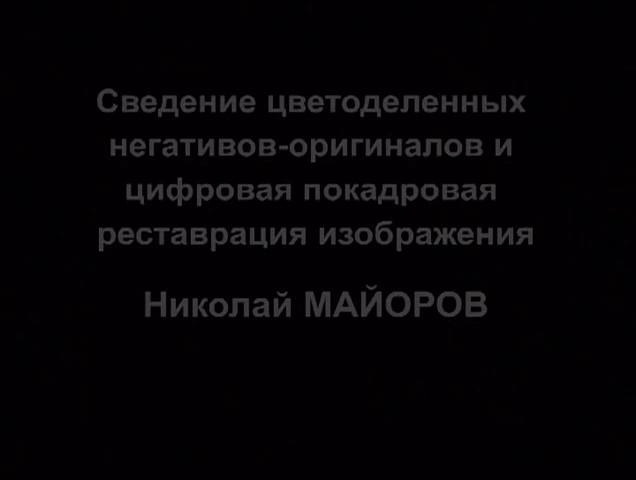 Сведение цветоделенных
негативов-оригиналов и
цифровая покадровая
реставрация изображения
Николай МАЙОРОВ